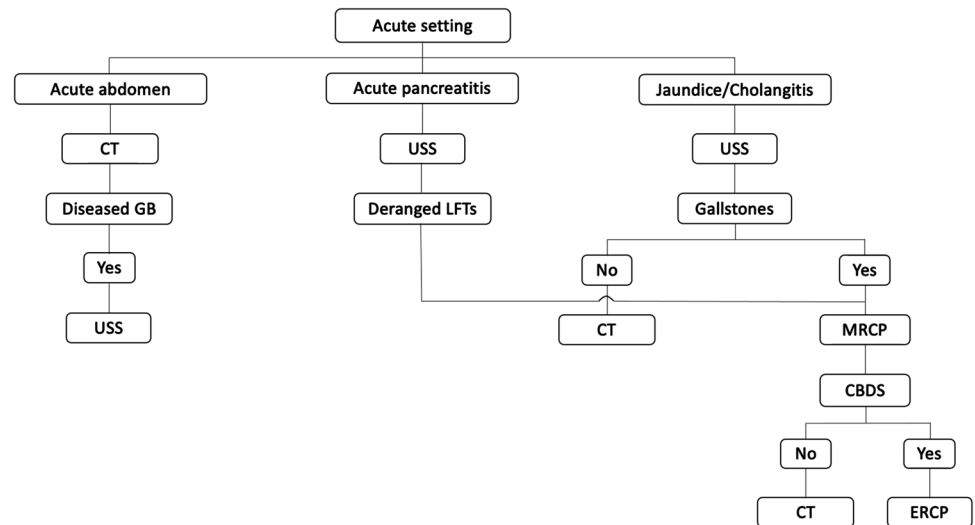 Acute setting
Acute abdomen
Acute pancreatitis
Jaundice/Cholangitis
CT
USS
USS
Diseased GB
Deranged LFTs
Gallstones
Yes
No
Yes
USS
CT
MRCP
CBDS
No
Yes
CT
ERCP